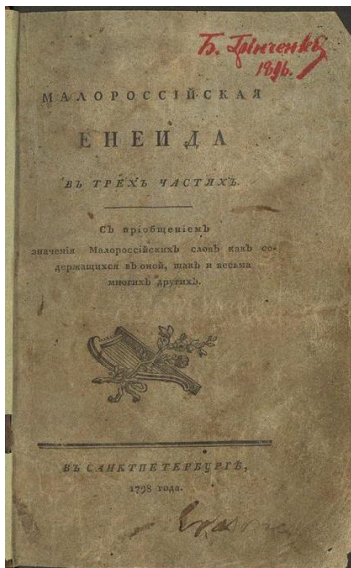 Б. Грінченко
1896.
МАЛОРОССІЙСКАЯ
ЕНЕИДА
ВЪ ТРЕХЪ ЧАСТЯХЪ.
Съ пріобщеніемъ
значенія Малороссійскихъ словъ какъ со-
держащихся въ оной, такъ и весьма
многихъ другихъ.
ВЪ САНКТПЕТЕРБУРГѢ,
1798 года.